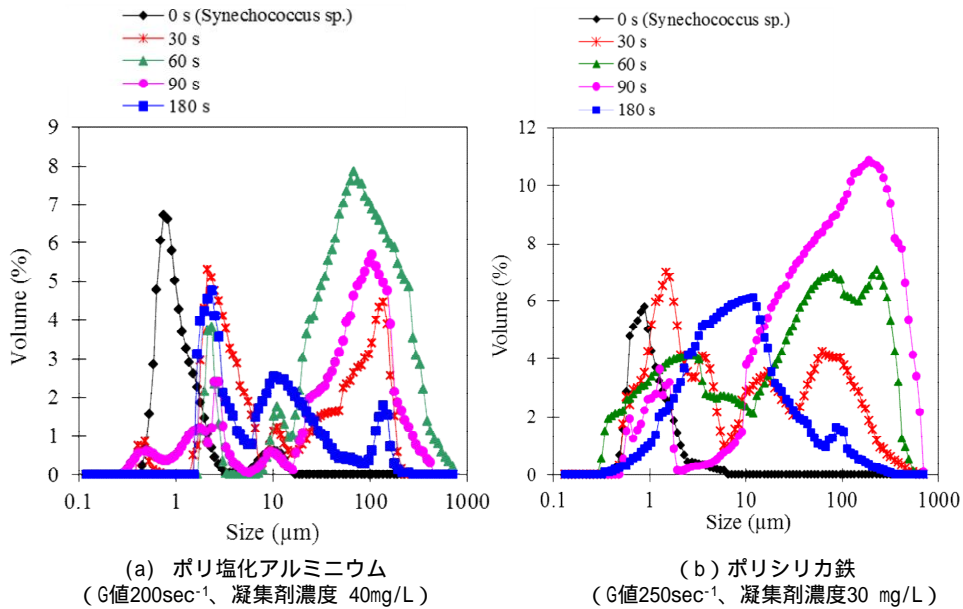 0 s (Synechococcus sp.)
30 s
60 s
90 s
180 s
9
8
7
6
5
4
3
2
1
0
Volume (%)
0.1
1
10
100
1000
Size (μm)
(a) ポリ塩化アルミニウム
(G値200sec⁻¹、凝集剤濃度 40mg/L)
0 s (Synechococcus sp.)
30 s
60 s
90 s
180 s
12
10
8
6
4
2
0
Volume (%)
0.1
1
10
100
1000
Size (μm)
(b)ポリシリカ鉄
(G値250sec⁻¹、凝集剤濃度30 mg/L)